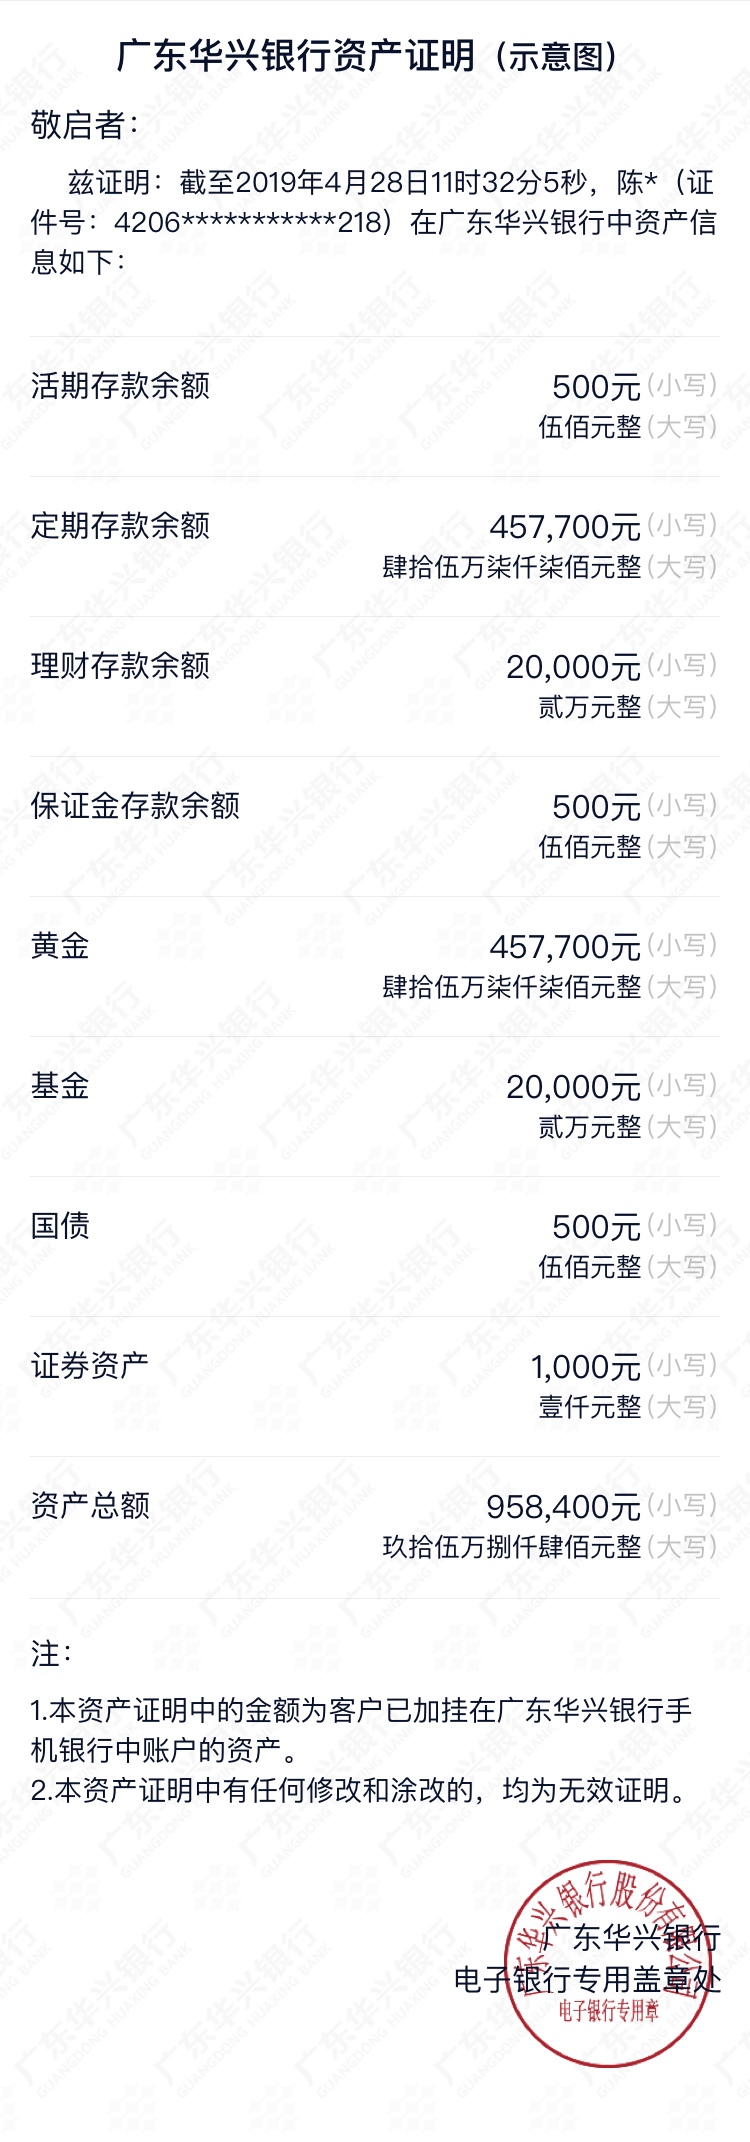 广东华兴银行资产证明（示意图）
敬启者：
兹证明：截至2019年4月28日11时32分5秒，陈*（证
件号：4206***********218）在广东华兴银行中资产信
息如下：
活期存款余额 500元(小写)
伍佰元整(大写)
定期存款余额 457,700元(小写)
肆拾伍万柒仟柒佰元整(大写)
理财存款余额 20,000元(小写)
贰万元整(大写)
保证金存款余额 500元(小写)
伍佰元整(大写)
黄金 457,700元(小写)
肆拾伍万柒仟柒佰元整(大写)
基金 20,000元(小写)
贰万元整(大写)
国债 500元(小写)
伍佰元整(大写)
证券资产 1,000元(小写)
壹仟元整(大写)
资产总额 958,400元(小写)
玖拾伍万捌仟肆佰元整(大写)
注：
1.本资产证明中的金额为客户已加挂在广东华兴银行手
机银行中账户的资产。
2.本资产证明中有任何修改和涂改的，均为无效证明。
广东华兴银行
电子银行专用盖章处
广东华兴银行股份有限公司
电子银行专用章
广东华兴银行
GUANGDONG HUAXING BANK